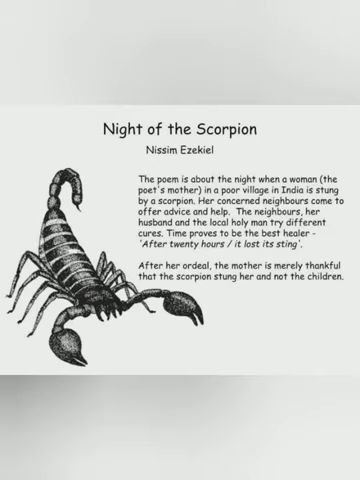 Night of the Scorpion
Nissim Ezekiel
The poem is about the night when a woman (the
poet's mother) in a poor village in India is stung
by a scorpion. Her concerned neighbours come to
offer advice and help. The neighbours, her
husband and the local holy man try different
cures. Time proves to be the best healer -
'After twenty hours / it lost its sting'.
After her ordeal, the mother is merely thankful
that the scorpion stung her and not the children.